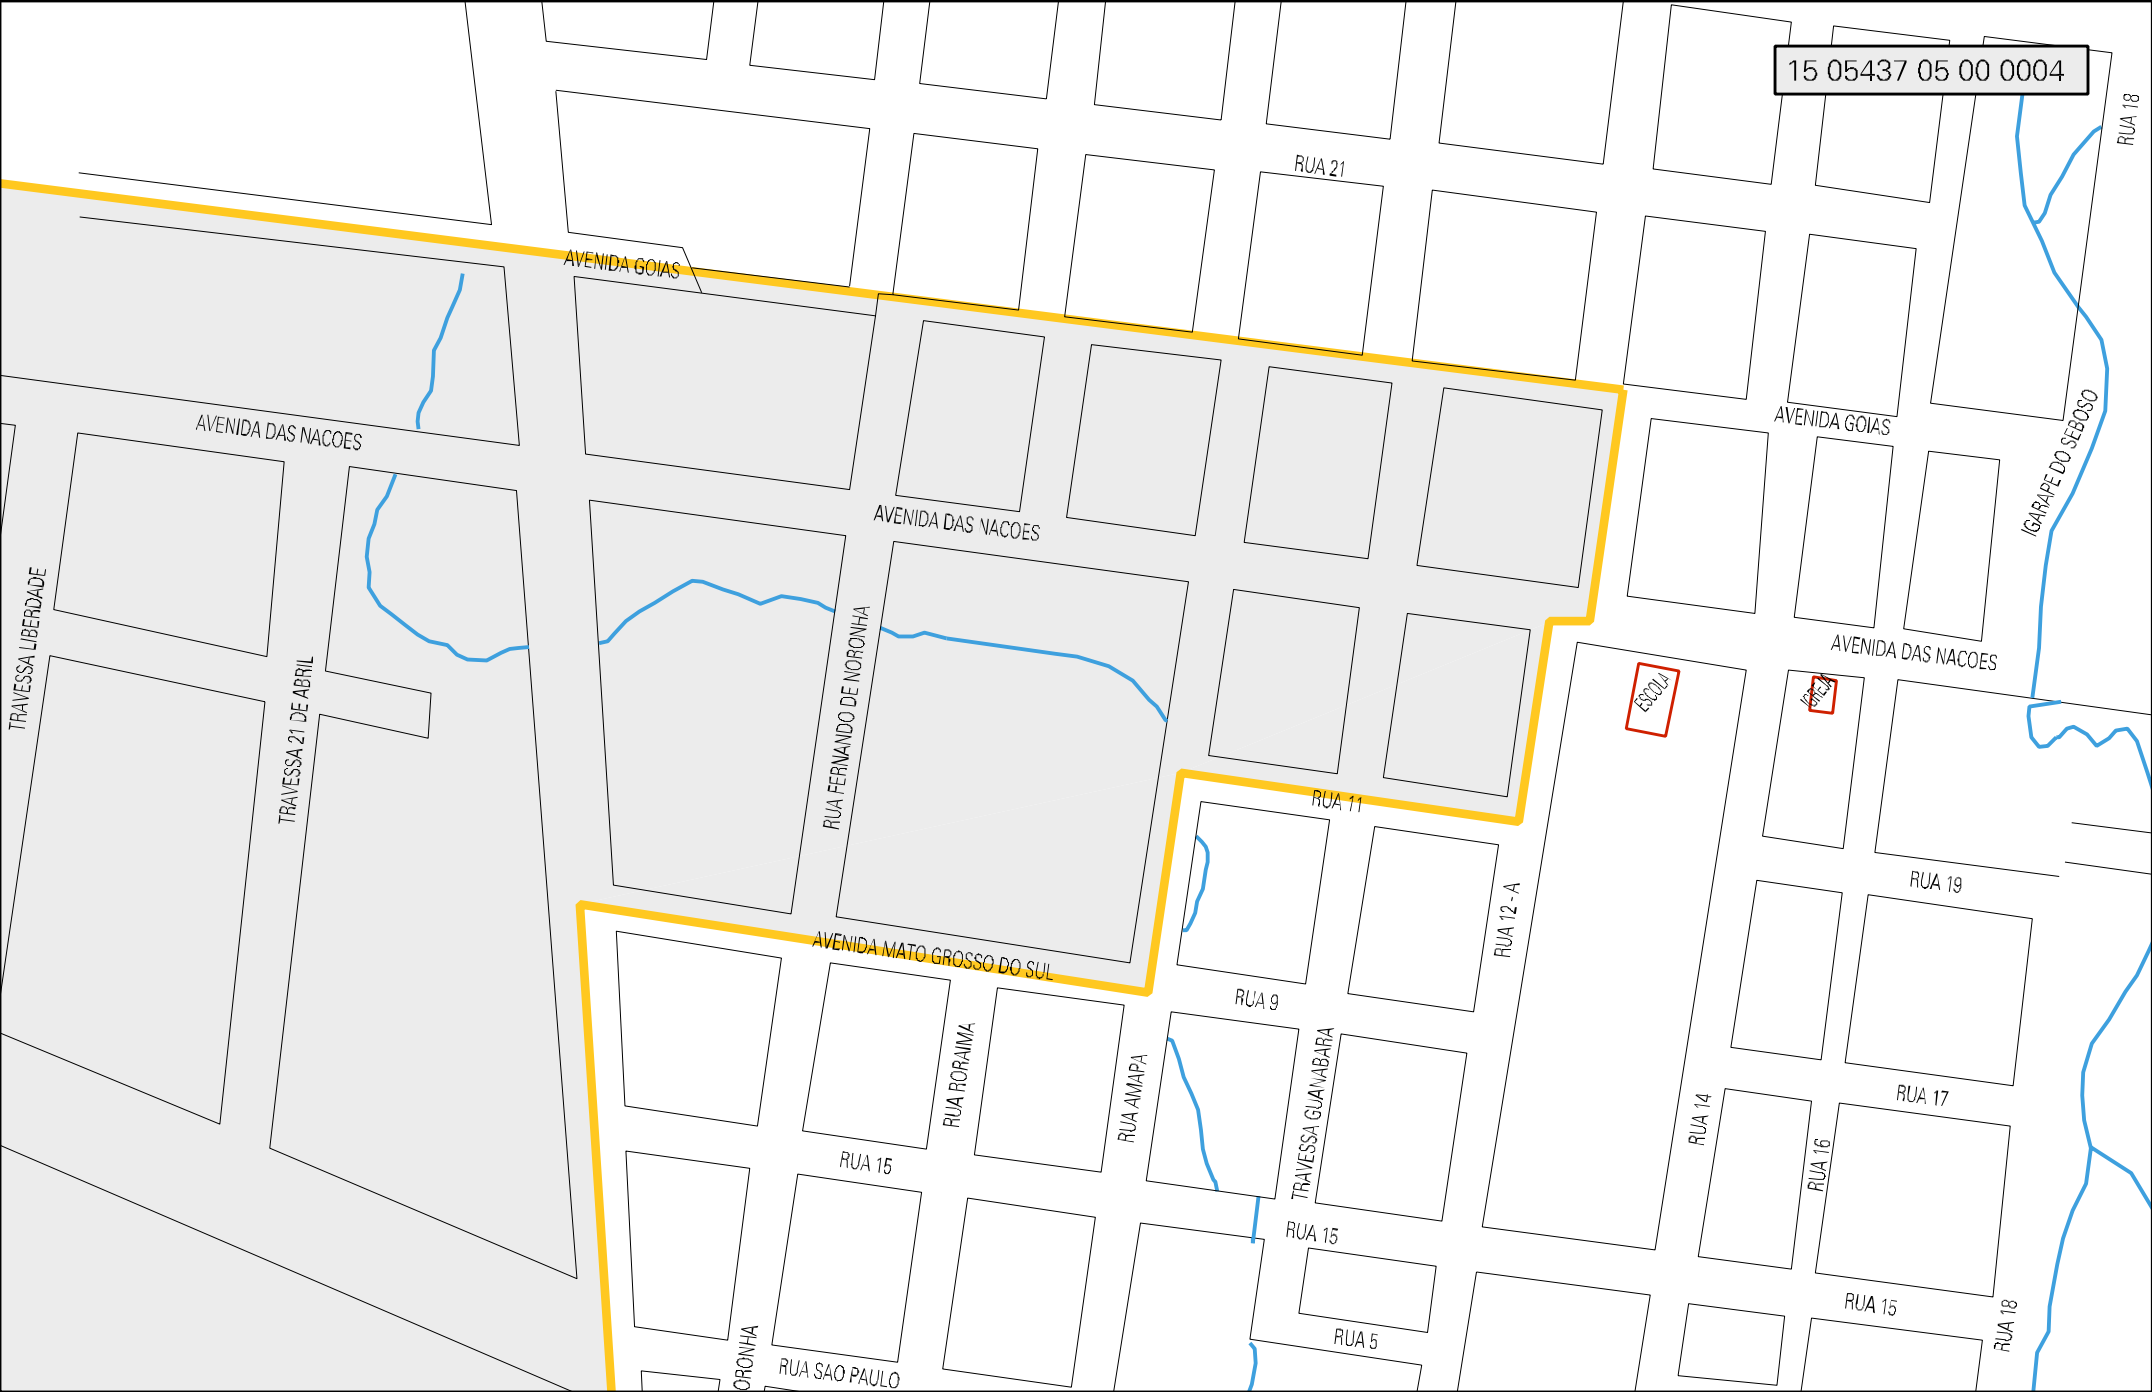 15 05437 05 00 0004
RUA 18
RUA 21
AVENIDA GOIAS
AVENIDA GOIAS
IGARAPE DO SEBOSO
AVENIDA DAS NACOES
AVENIDA DAS NACOES
AVENIDA DAS NACOES
TRAVESSA LIBERDADE
TRAVESSA 21 DE ABRIL
RUA FERNANDO DE NORONHA
ESCOLA
IGREJA
RUA 11
RUA 19
RUA 12 - A
AVENIDA MATO GROSSO DO SUL
RUA 9
RUA RORAIMA
RUA AMAPA
TRAVESSA GUANABARA
RUA 14
RUA 17
RUA 16
RUA 15
RUA 15
RUA 15
RUA 18
RUA 5
ORONHA
RUA SAO PAULO